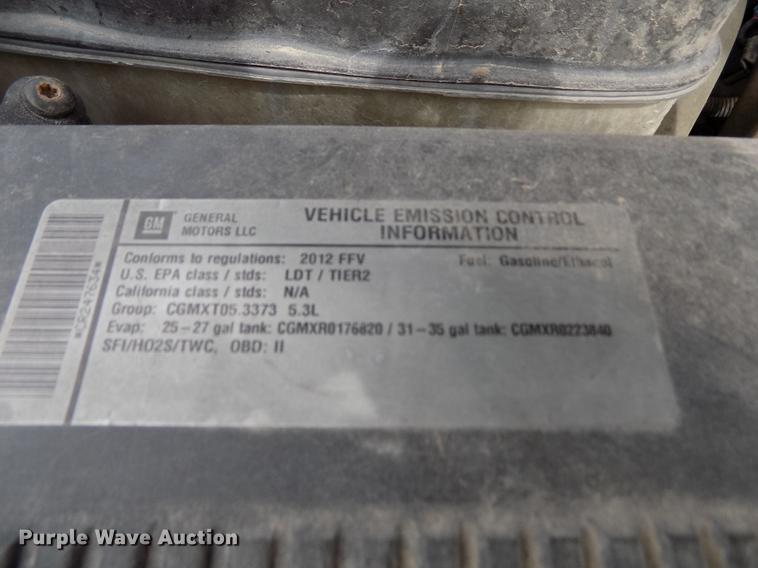 GM GENERAL MOTORS LLC
VEHICLE EMISSION CONTROL
INFORMATION
Conforms to regulations: 2012 FFV Fuel: Gasoline/Ethanol
U.S. EPA class / stds: LDT / TIER2
California class / stds: N/A
Group: CGMXT05.3373 5.3L
Evap: 25-27 gal tank: CGMXR0176820 / 31-35 gal tank: CGMXR0223840
SFI/HO2S/TWC, OBD: II
*CR247634*
Purple Wave Auction